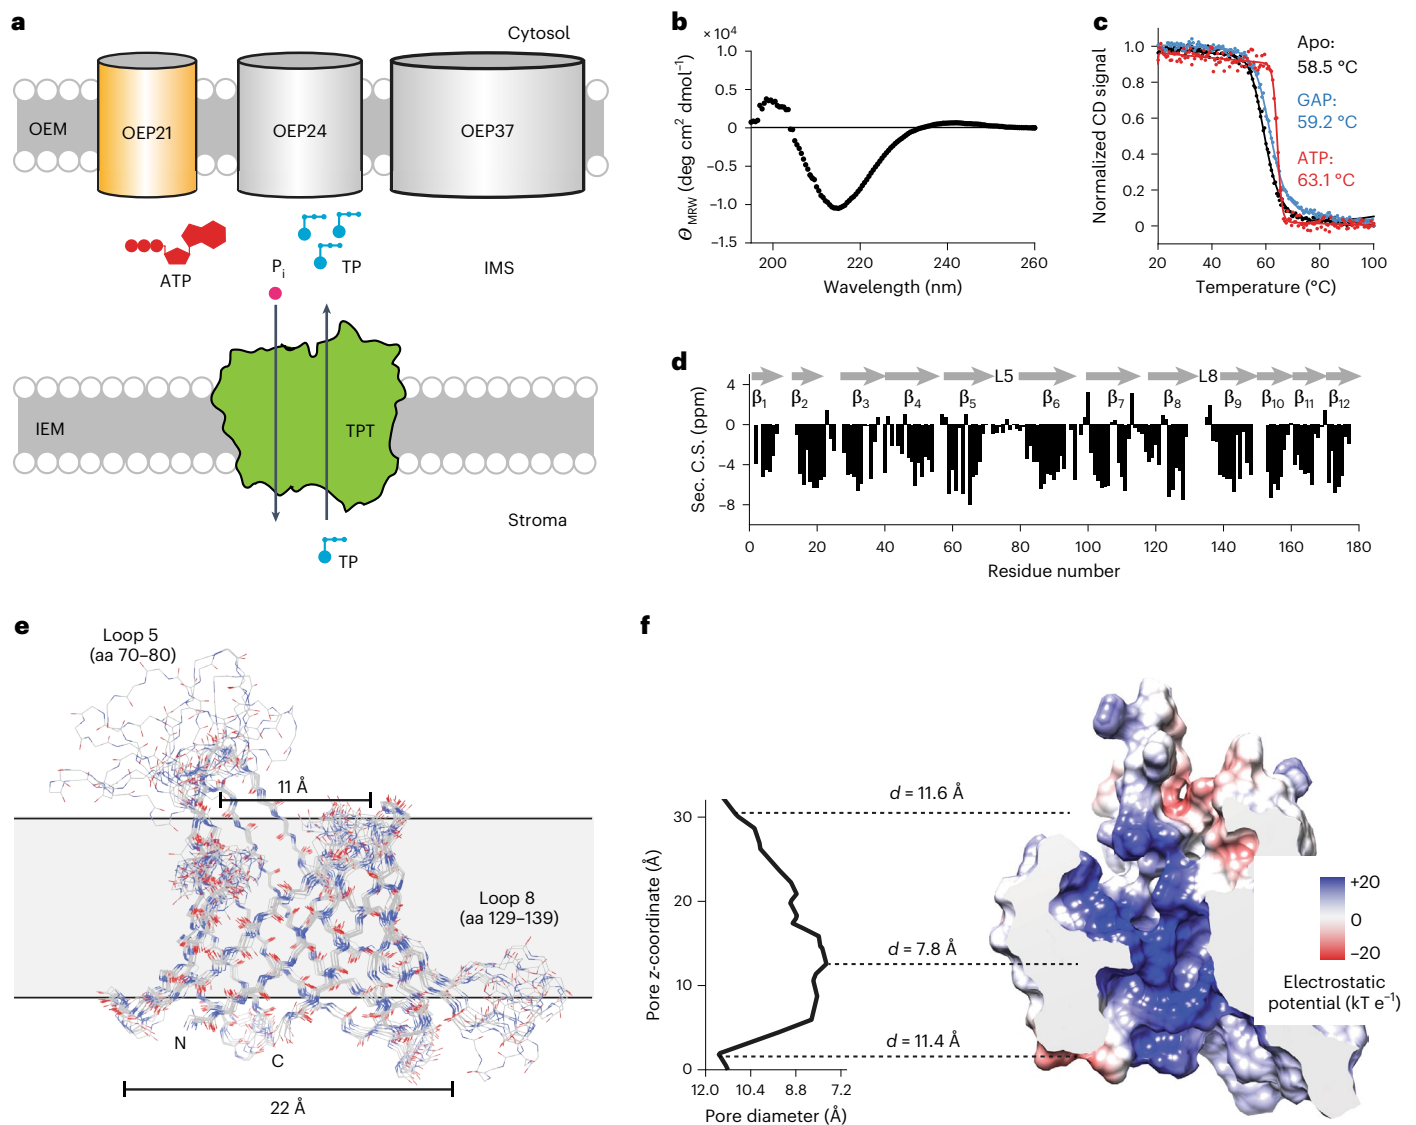 a
Cytosol
OEM
OEP21
OEP24
OEP37
ATP
Pi
TP
IMS
IEM
TPT
Stroma
TP
b
× 10⁴
Θ MRW (deg cm² dmol⁻¹)
1.0
0.5
0
−0.5
−1.0
−1.5
200
220
240
260
Wavelength (nm)
c
Normalized CD signal
1.0
0.8
0.6
0.4
0.2
0
Apo:
58.5 °C
GAP:
59.2 °C
ATP:
63.1 °C
20
40
60
80
100
Temperature (°C)
d
L5
L8
β1
β2
β3
β4
β5
β6
β7
β8
β9
β10
β11
β12
Sec. C.S. (ppm)
4
0
−4
−8
0
20
40
60
80
100
120
140
160
180
Residue number
e
Loop 5
(aa 70–80)
11 Å
Loop 8
(aa 129–139)
N
C
22 Å
f
Pore z-coordinate (Å)
30
20
10
0
12.0
10.4
8.8
7.2
Pore diameter (Å)
d = 11.6 Å
d = 7.8 Å
d = 11.4 Å
+20
0
−20
Electrostatic
potential (kT e⁻¹)